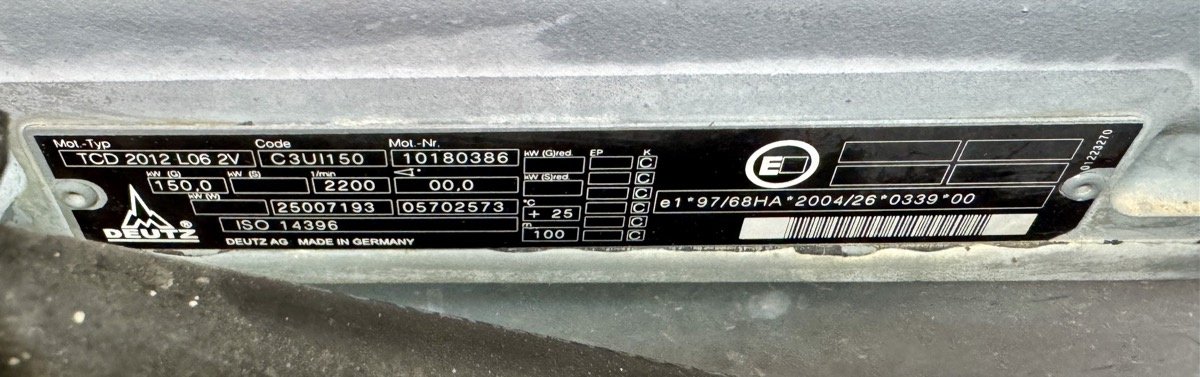 Mot.-Typ Code Mot.-Nr.
TCD 2012 L06 2V C3UI150 10180386 kW (G)red. EP K
kW (G) kW (S) 1/min
150,0 2200 00,0 kW (S)red. C
kW (W) °C C
25007193 05702573 + 25 C
ISO 14396 m C
DEUTZ ® 100 C
DEUTZ AG MADE IN GERMANY
E
e1*97/68HA*2004/26*0339*00
01223270